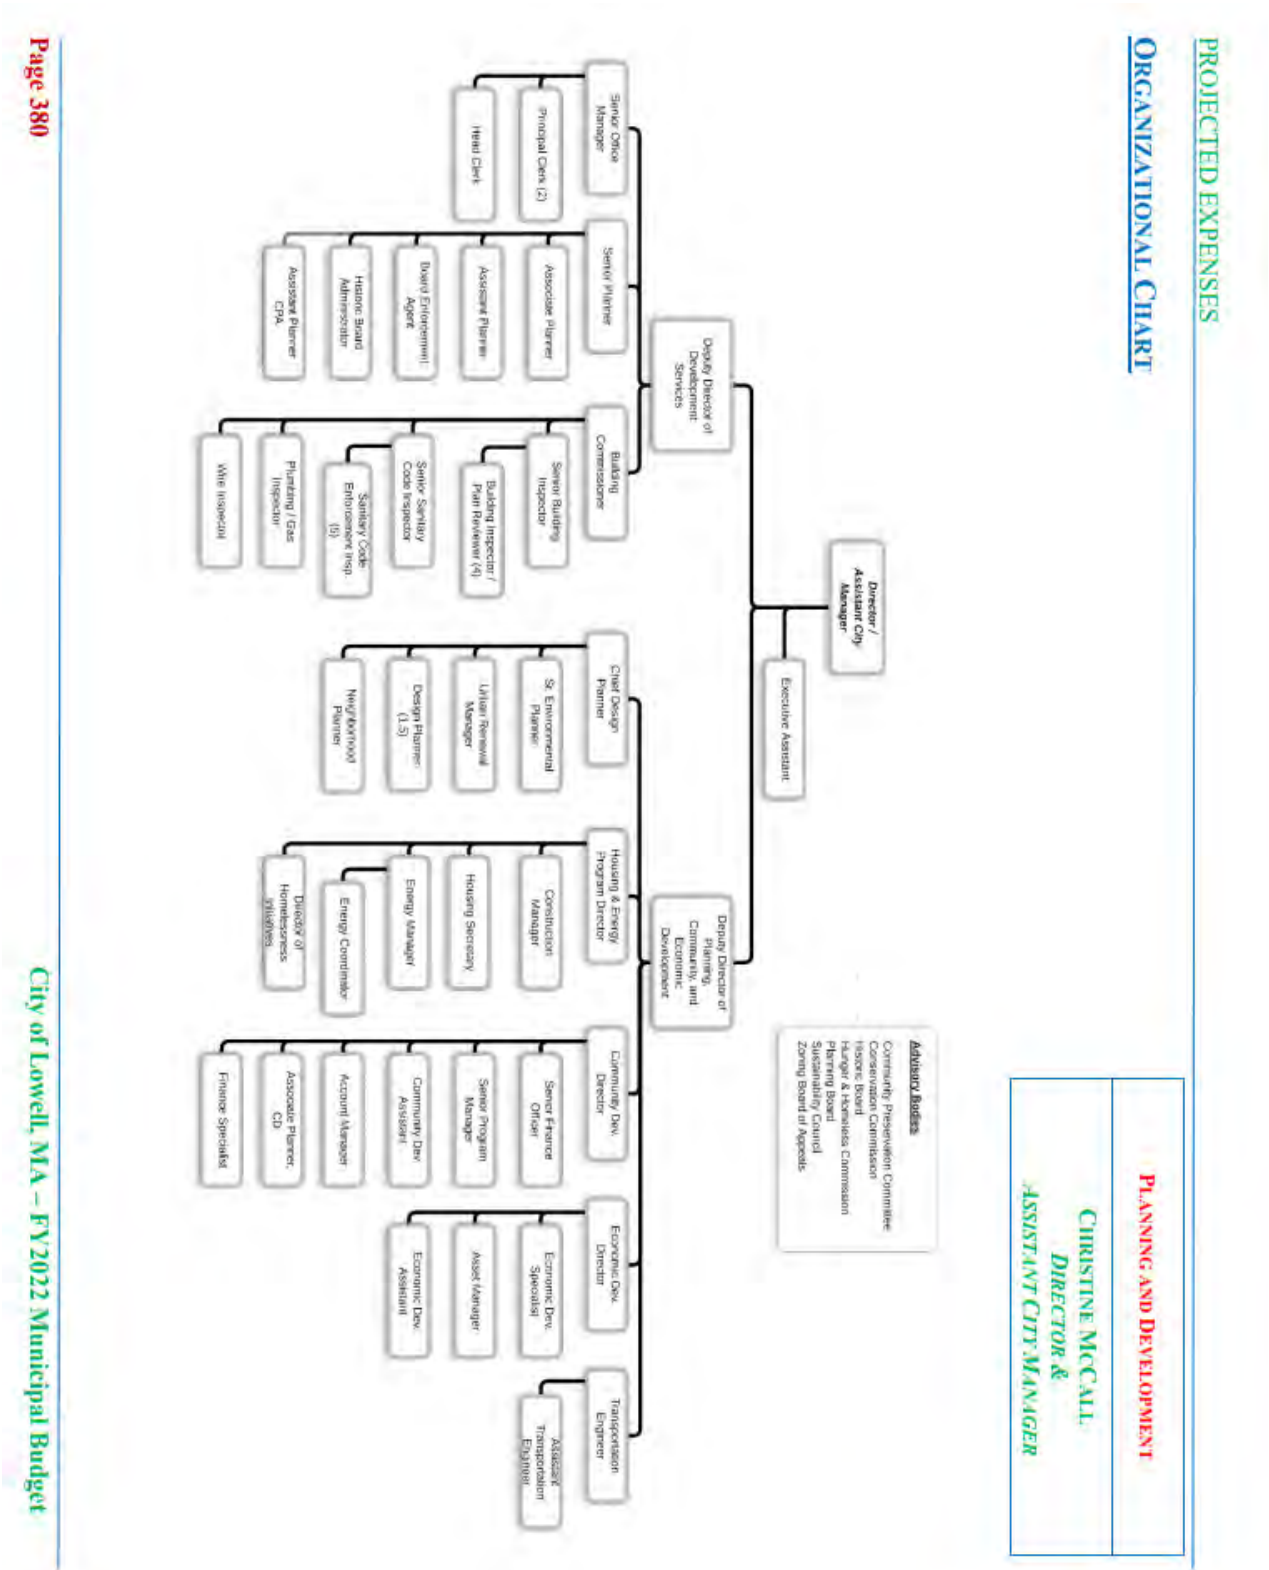 PROJECTED EXPENSES
ORGANIZATIONAL CHART
PLANNING AND DEVELOPMENT
CHRISTINE MCCALL
DIRECTOR &
ASSISTANT CITY MANAGER
Advisory Bodies
Community Preservation Committee
Conservation Commission
Historic Board
Hunger & Homeless Commission
Planning Board
Sustainability Council
Zoning Board of Appeals
Director /
Assistant City
Manager
Executive Assistant
Deputy Director of
Development
Services
Deputy Director of
Planning,
Community, and
Economic
Development
Senior Office
Manager
Principal Clerk (2)
Head Clerk
Senior Planner
Associate Planner
Assistant Planner
Board Enforcement
Agent
Historic Board
Administrator
Assistant Planner
CPA
Building
Commissioner
Senior Building
Inspector
Building Inspector /
Plan Reviewer (4)
Senior Sanitary
Code Inspector
Sanitary Code
Enforcement Insp.
(5)
Plumbing / Gas
Inspector
Wire Inspector
Chief Design
Planner
Sr. Environmental
Planner
Urban Renewal
Manager
Design Planner
(1.5)
Neighborhood
Planner
Housing & Energy
Program Director
Construction
Manager
Housing Secretary
Energy Manager
Energy Coordinator
Director of
Homelessness
Initiatives
Community Dev.
Director
Senior Finance
Officer
Senior Program
Manager
Community Dev.
Assistant
Account Manager
Associate Planner,
CD
Finance Specialist
Economic Dev.
Director
Economic Dev.
Specialist
Asset Manager
Economic Dev.
Assistant
Transportation
Engineer
Assistant
Transportation
Engineer
Page 380
City of Lowell, MA – FY2022 Municipal Budget